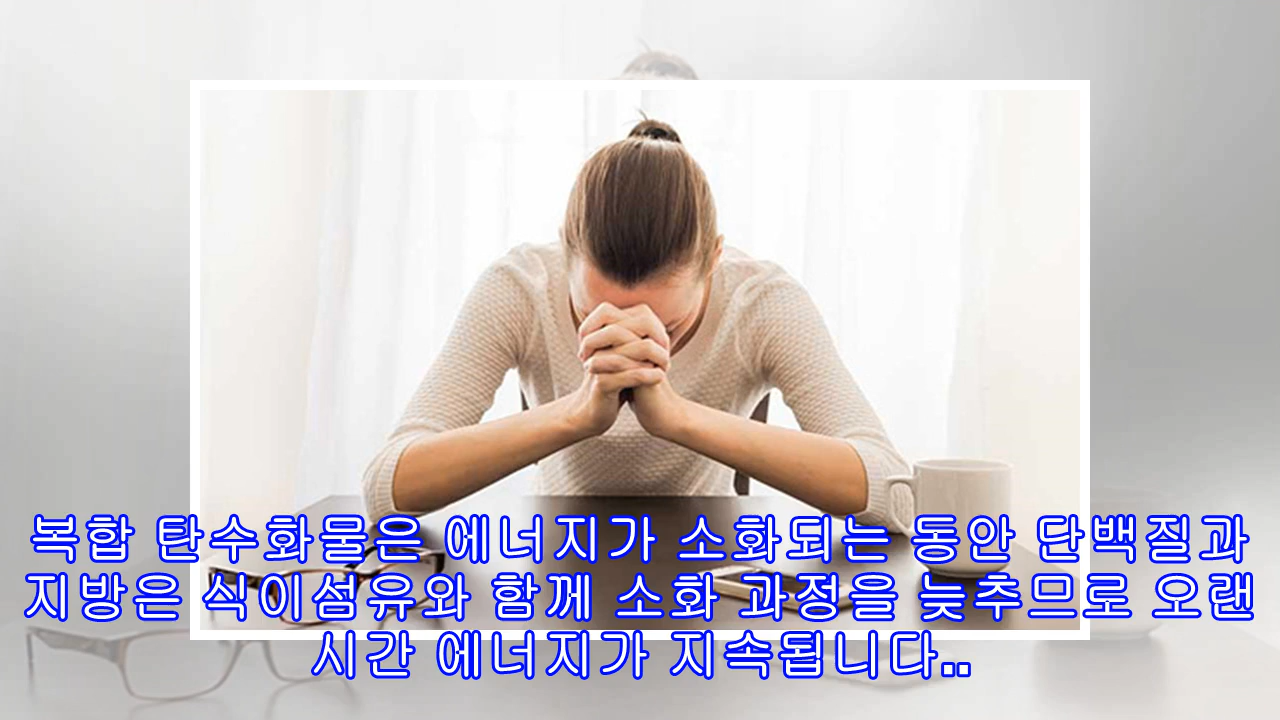 복합 탄수화물은 에너지가 소화되는 동안 단백질과
지방은 식이섬유와 함께 소화 과정을 늦추므로 오랜
시간 에너지가 지속됩니다..